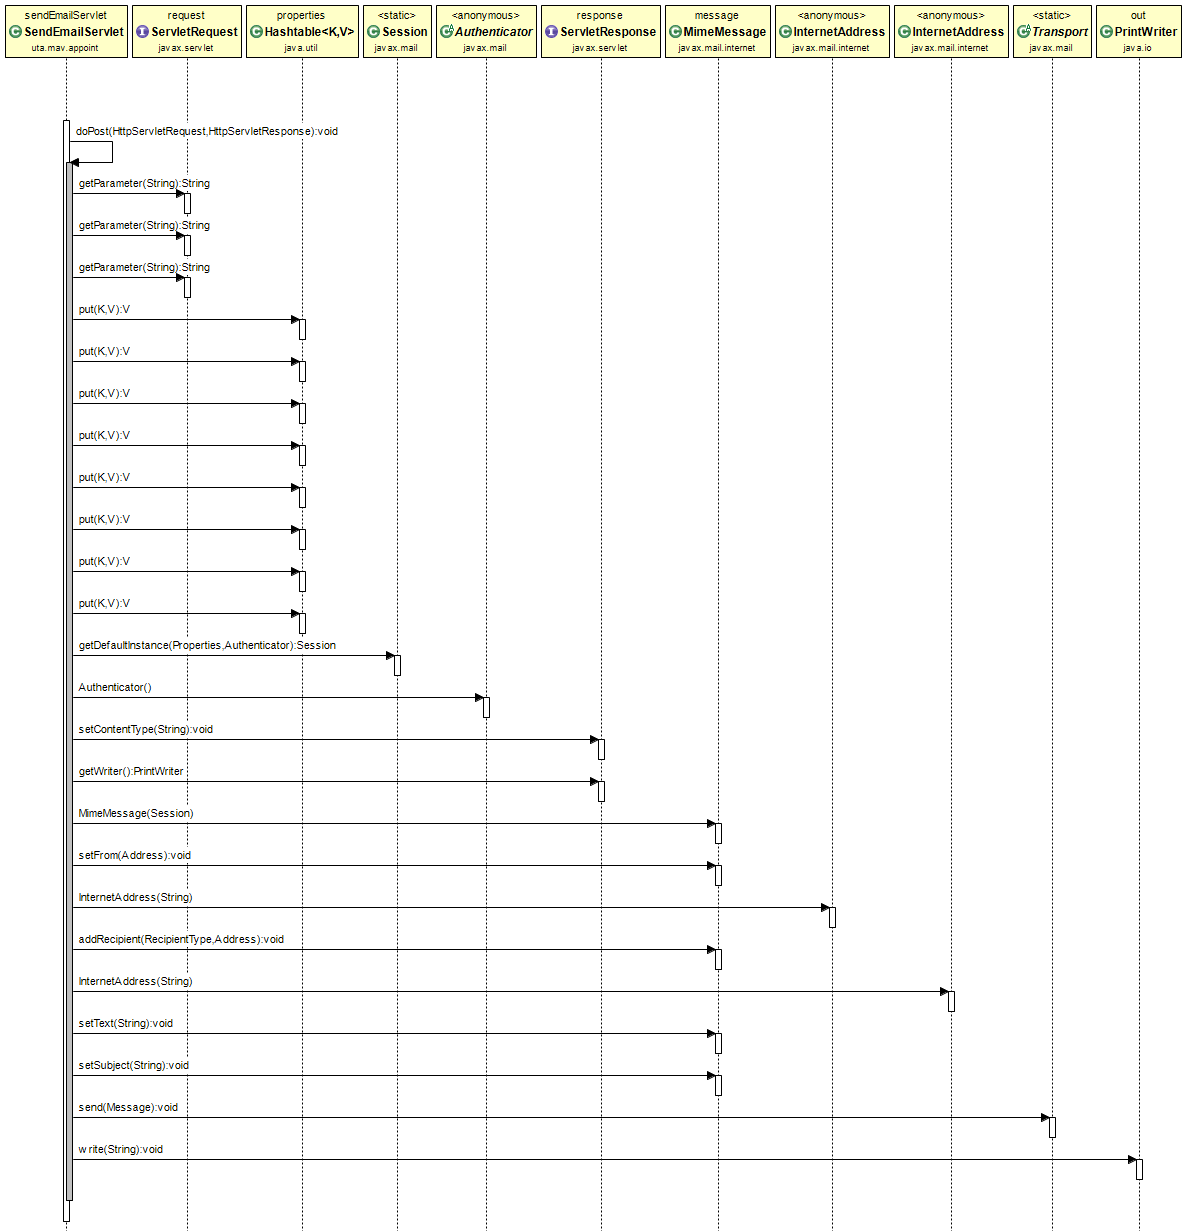 sendEmailServlet
SendEmailServlet
uta.mav.appoint
request
ServletRequest
javax.servlet
properties
Hashtable<K,V>
java.util
<static>
Session
javax.mail
<anonymous>
Authenticator
javax.mail
response
ServletResponse
javax.servlet
message
MimeMessage
javax.mail.internet
<anonymous>
InternetAddress
javax.mail.internet
<anonymous>
InternetAddress
javax.mail.internet
<static>
Transport
javax.mail
out
PrintWriter
java.io
doPost(HttpServletRequest,HttpServletResponse):void
getParameter(String):String
getParameter(String):String
getParameter(String):String
put(K,V):V
put(K,V):V
put(K,V):V
put(K,V):V
put(K,V):V
put(K,V):V
put(K,V):V
put(K,V):V
getDefaultInstance(Properties,Authenticator):Session
Authenticator()
setContentType(String):void
getWriter():PrintWriter
MimeMessage(Session)
setFrom(Address):void
InternetAddress(String)
addRecipient(RecipientType,Address):void
InternetAddress(String)
setText(String):void
setSubject(String):void
send(Message):void
write(String):void